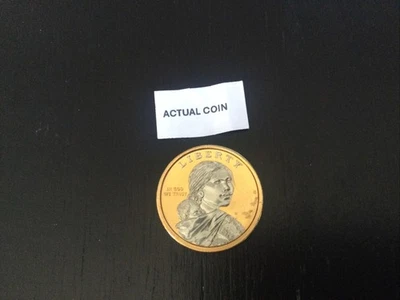 ACTUAL COIN
LIBERTY
IN GOD
WE TRUST